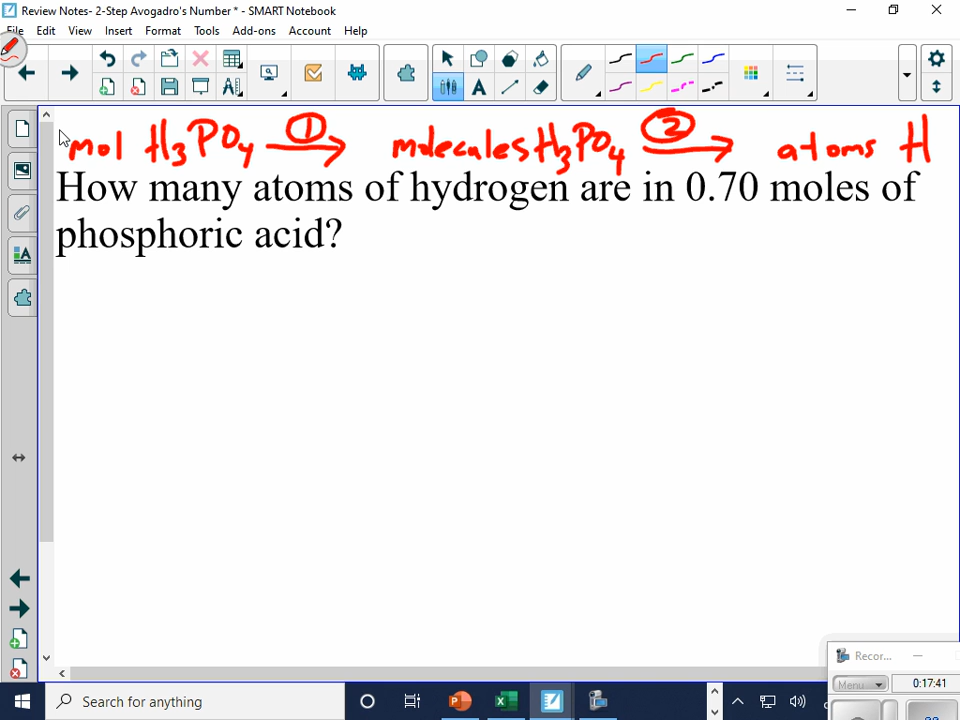 Review Notes- 2-Step Avogadro's Number * - SMART Notebook
File Edit View Insert Format Tools Add-ons Account Help
mol H₃PO₄ ①→ molecules H₃PO₄ ②→ atoms H
How many atoms of hydrogen are in 0.70 moles of
phosphoric acid?
Recor...
Menu
0:17:41
Search for anything